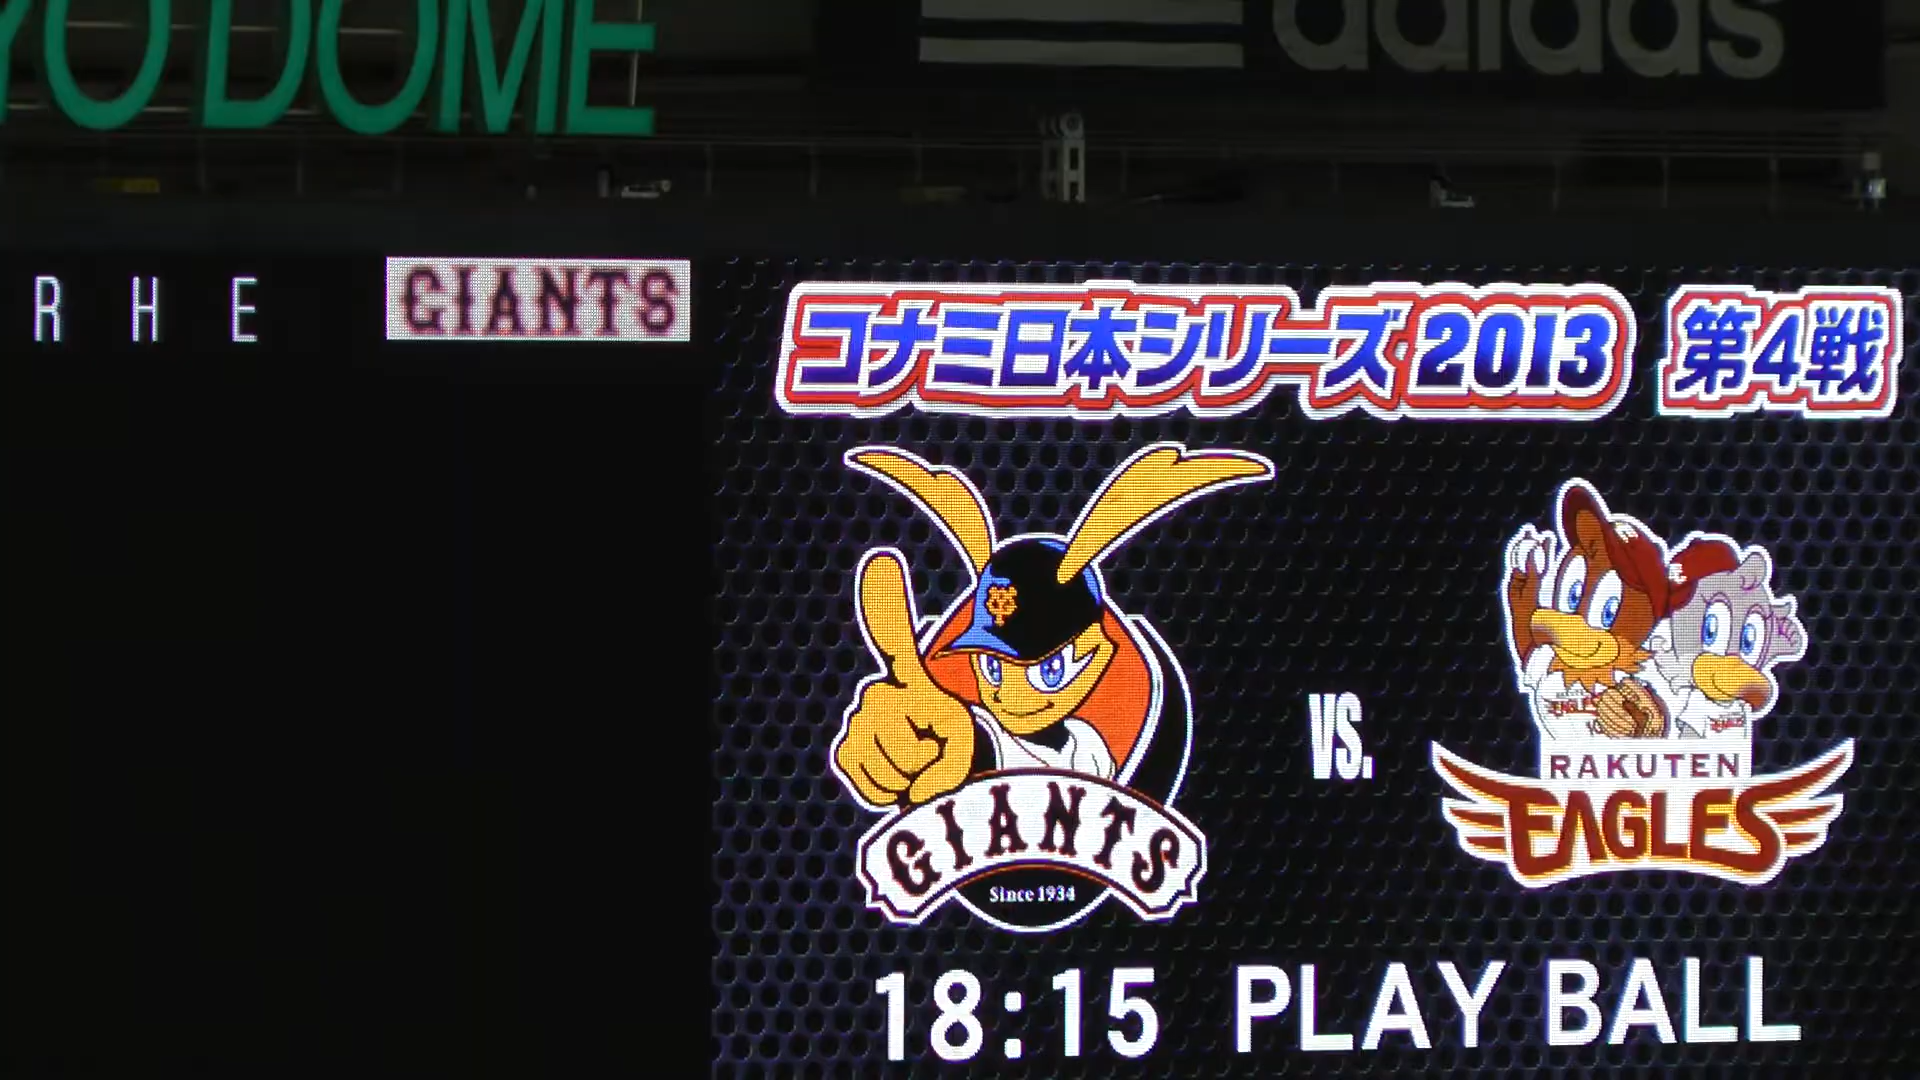 YO DOME
adidas
R H E
GIANTS
コナミ日本シリーズ2013 第4戦
GIANTS
Since 1934
VS.
RAKUTEN
EAGLES
18:15 PLAY BALL